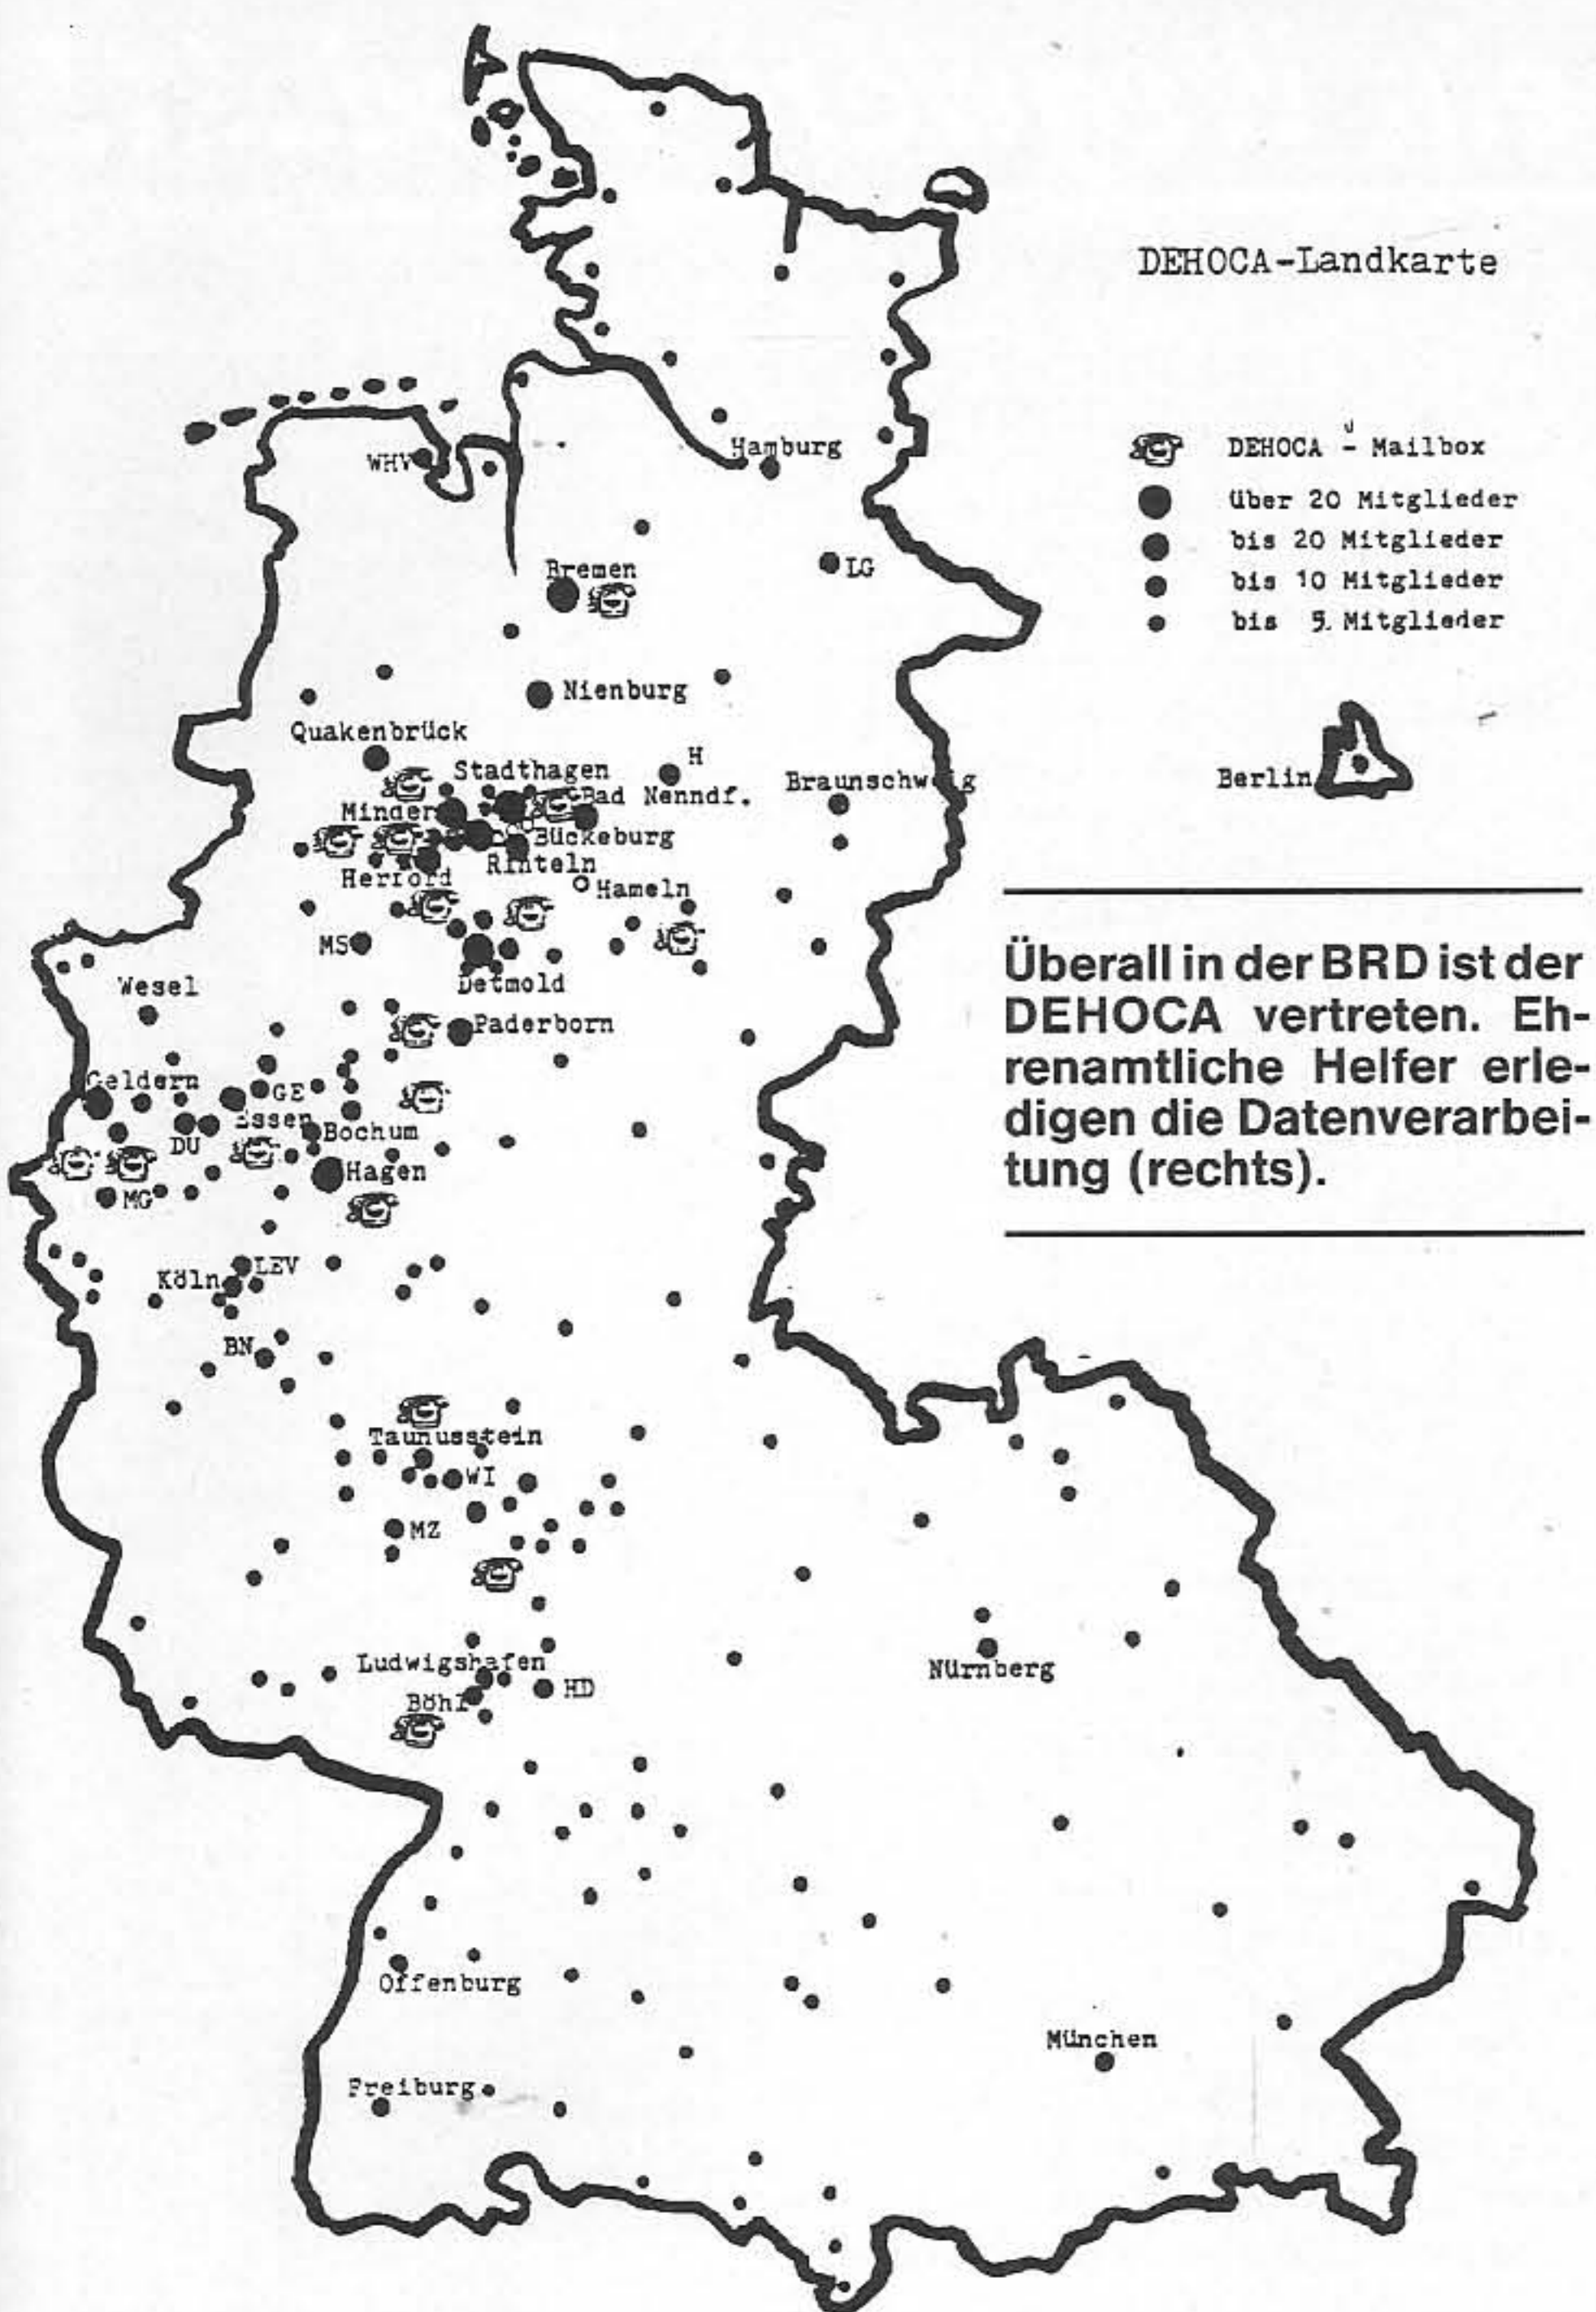 DEHOCA-Landkarte
DEHOCA - Mailbox
über 20 Mitglieder
bis 20 Mitglieder
bis 10 Mitglieder
bis 5. Mitglieder
Hamburg
WHV
Bremen
LG
Nienburg
Quakenbrück
H
Stadthagen
Braunschweig
Berlin
Bad Nenndf.
Minden
Bückeburg
Rinteln
Herford
Hameln
MS
Detmold
Wesel
Paderborn
Geldern
GE
Essen
Bochum
DU
Hagen
MG
LEV
Köln
BN
Taunusstein
WI
MZ
Ludwigshafen
HD
Böhl
Nürnberg
Offenburg
München
Freiburg
Überall in der BRD ist der
DEHOCA vertreten. Eh-
renamtliche Helfer erle-
digen die Datenverarbei-
tung (rechts).